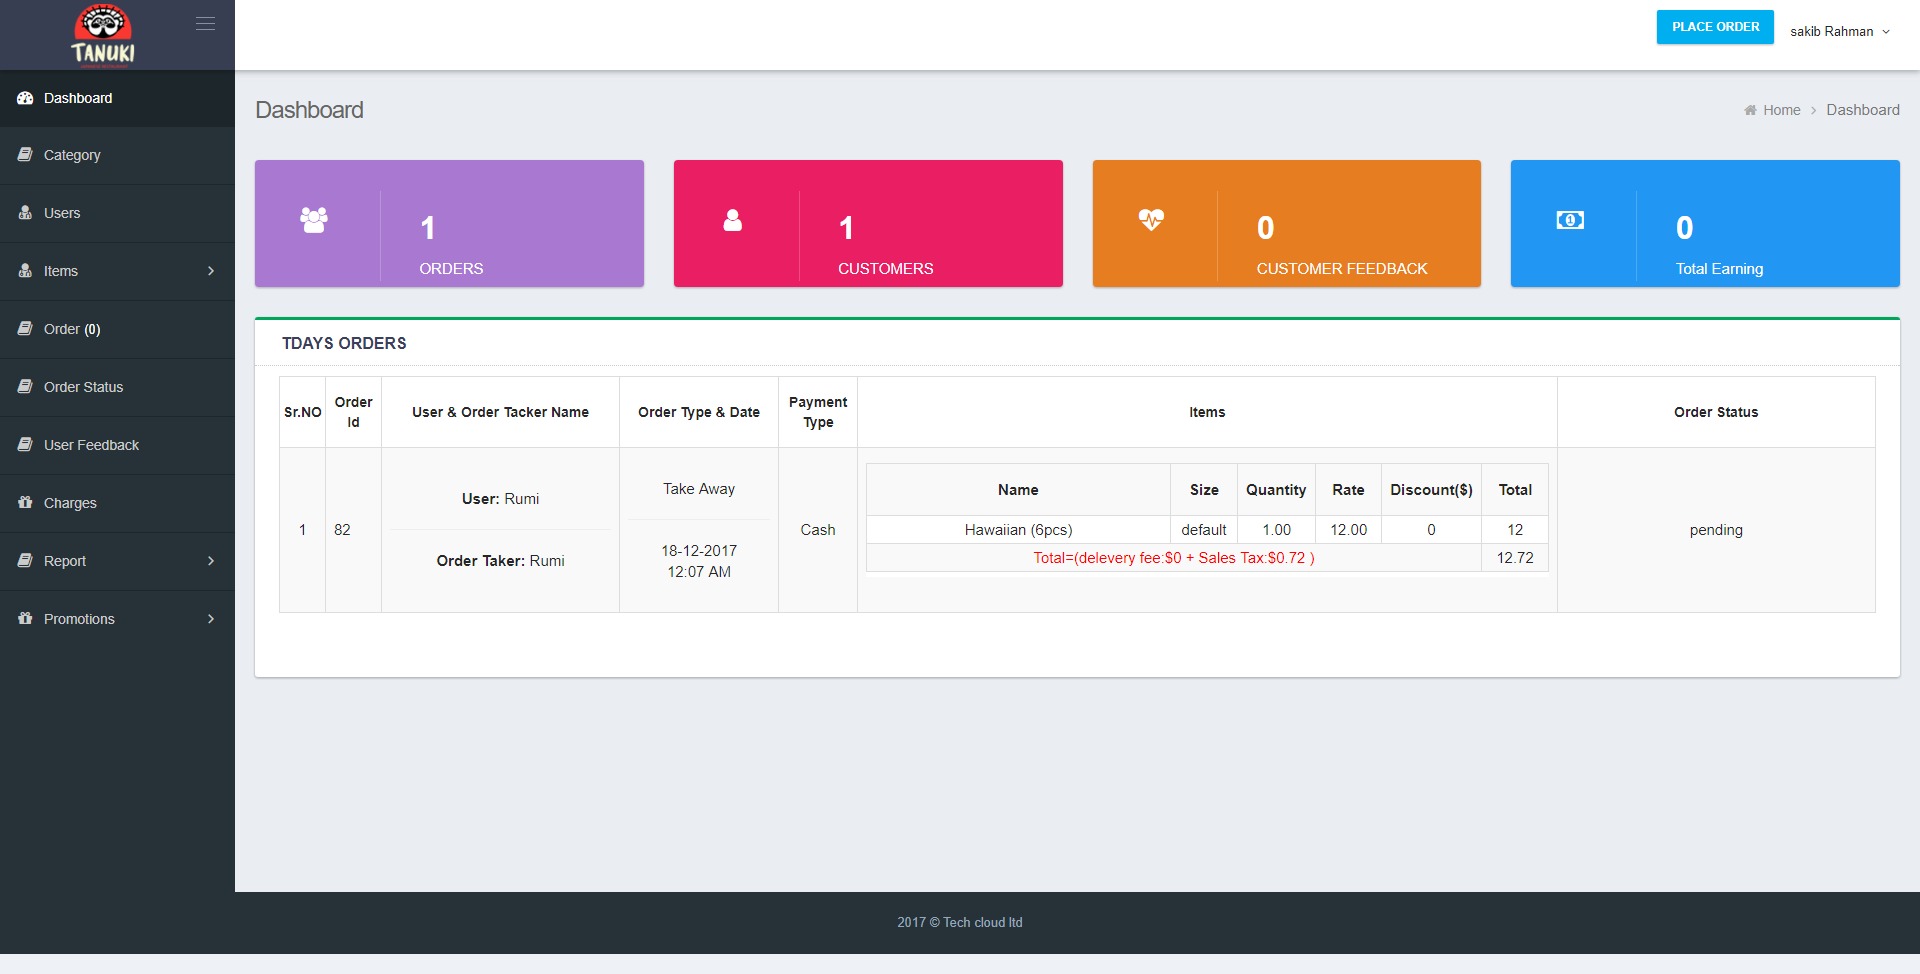 TANUKI
PLACE ORDER
sakib Rahman
Dashboard
Category
Users
Items
Order (0)
Order Status
User Feedback
Charges
Report
Promotions
Dashboard
Home > Dashboard
1
ORDERS
1
CUSTOMERS
0
CUSTOMER FEEDBACK
0
Total Earning
TDAYS ORDERS
Sr.NO Order Id User & Order Tacker Name Order Type & Date Payment Type Items Order Status
1 82
User: Rumi
Order Taker: Rumi
Take Away
18-12-2017
12:07 AM
Cash
Name Size Quantity Rate Discount($) Total
Hawaiian (6pcs) default 1.00 12.00 0 12
Total=(delevery fee:$0 + Sales Tax:$0.72 ) 12.72
pending
2017 © Tech cloud ltd